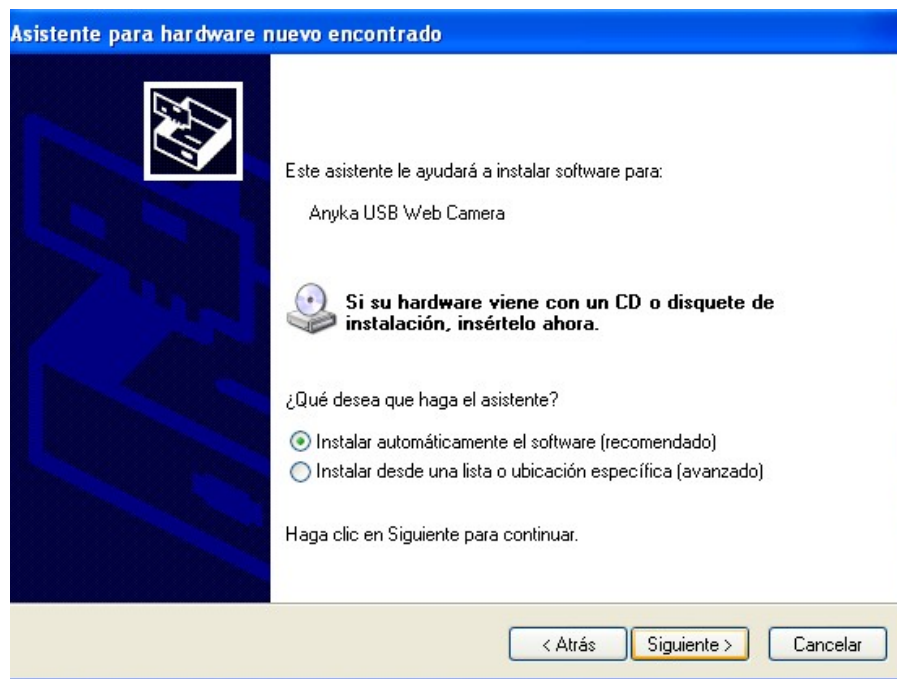 Asistente para hardware nuevo encontrado
Este asistente le ayudará a instalar software para:
Anyka USB Web Camera
Si su hardware viene con un CD o disquete de
instalación, insértelo ahora.
¿Qué desea que haga el asistente?
Instalar automáticamente el software (recomendado)
Instalar desde una lista o ubicación específica (avanzado)
Haga clic en Siguiente para continuar.
< Atrás
Siguiente >
Cancelar